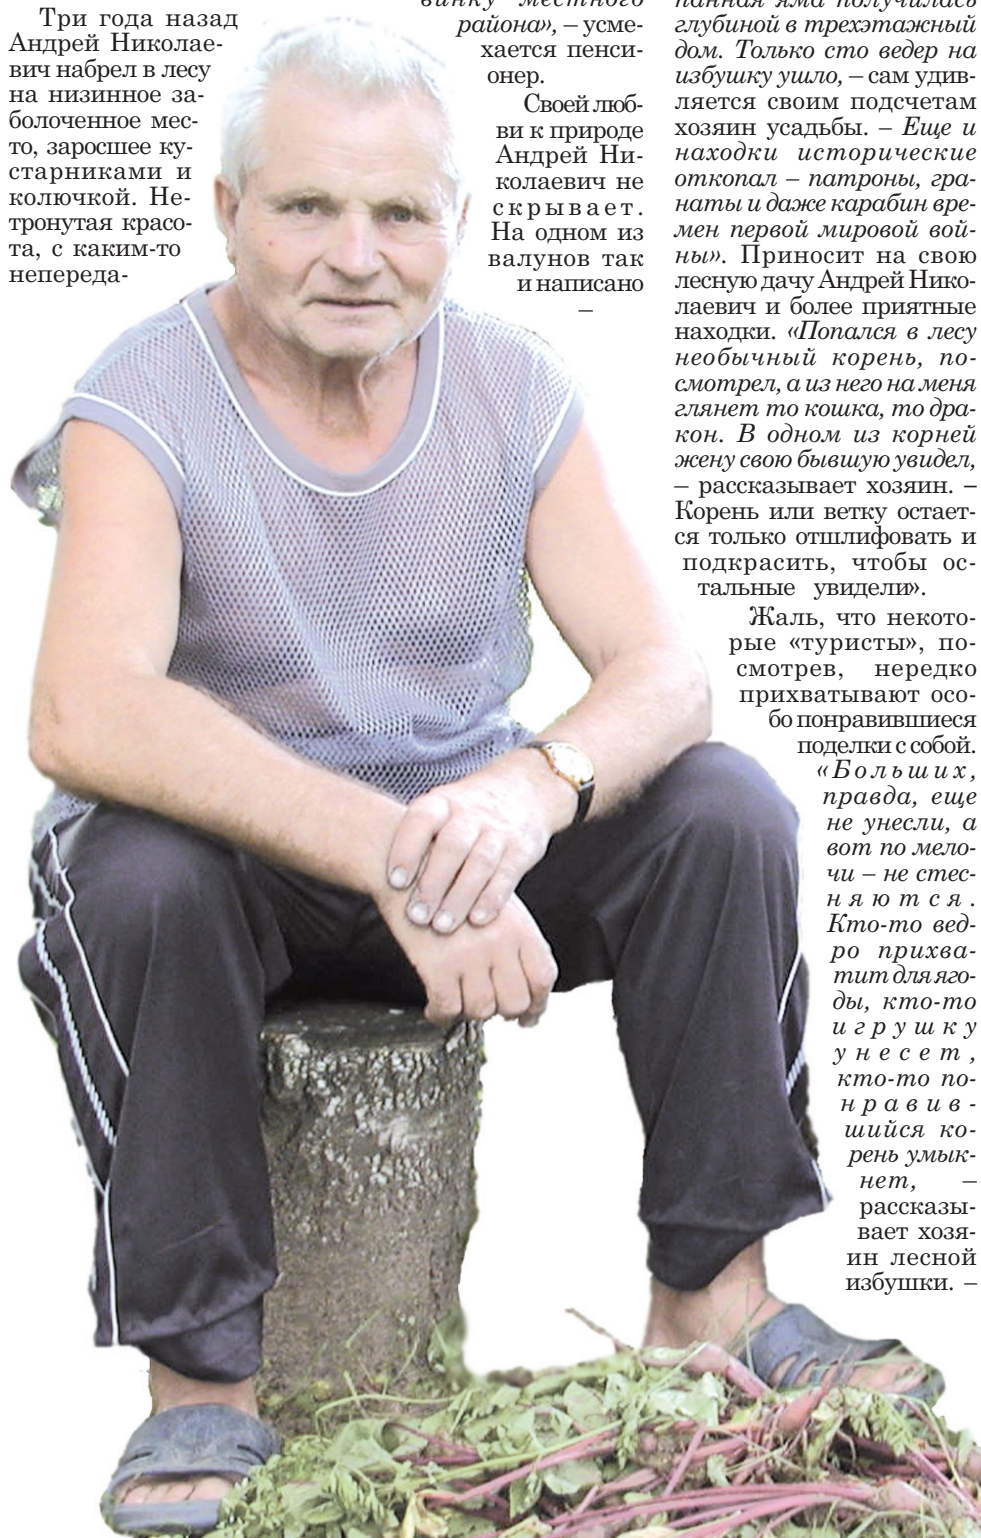 Три года назад
Андрей Николае-
вич набрел в лесу
на низинное за-
болоченное мес-
то, заросшее ку-
старниками и
колючкой. Не-
тронутая красо-
та, с каким-то
непереда-
винку местного
района», – усме-
хается пенси-
онер.
Своей люб-
ви к природе
Андрей Ни-
колаевич не
скрывает.
На одном из
валунов так
и написано
–
панная яма получилась
глубиной в трехэтажный
дом. Только сто ведер на
избушку ушло, – сам удив-
ляется своим подсчетам
хозяин усадьбы. – Еще и
находки исторические
откопал – патроны, гра-
наты и даже карабин вре-
мен первой мировой вой-
ны». Приносит на свою
лесную дачу Андрей Нико-
лаевич и более приятные
находки. «Попался в лесу
необычный корень, по-
смотрел, а из него на меня
глянет то кошка, то дра-
кон. В одном из корней
жену свою бывшую увидел,
– рассказывает хозяин. –
Корень или ветку остает-
ся только отшлифовать и
подкрасить, чтобы ос-
тальные увидели».
Жаль, что некото-
рые «туристы», по-
смотрев, нередко
прихватывают осо-
бо понравившиеся
поделки с собой.
«Больших,
правда, еще
не унесли, а
вот по мело-
чи – не стес-
няются.
Кто-то вед-
ро прихва-
тит для яго-
ды, кто-то
игрушку
унесет,
кто-то по-
нравив-
шийся ко-
рень умык-
нет, –
рассказы-
вает хозя-
ин лесной
избушки. –